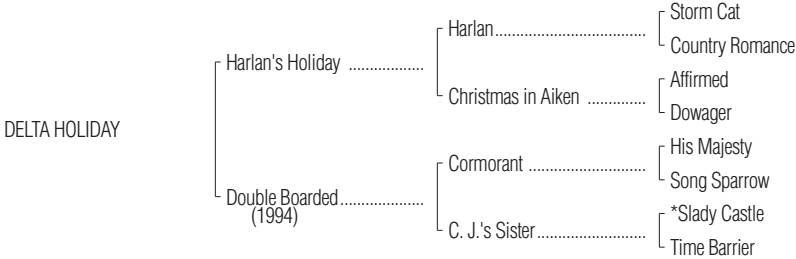 Storm Cat
Harlan..................................
Country Romance
Harlan's Holiday ..................
Affirmed
Christmas in Aiken ..............
Dowager
DELTA HOLIDAY
His Majesty
Cormorant ............................
Song Sparrow
Double Boarded....................
(1994)
*Slady Castle
C. J.'s Sister..........................
Time Barrier